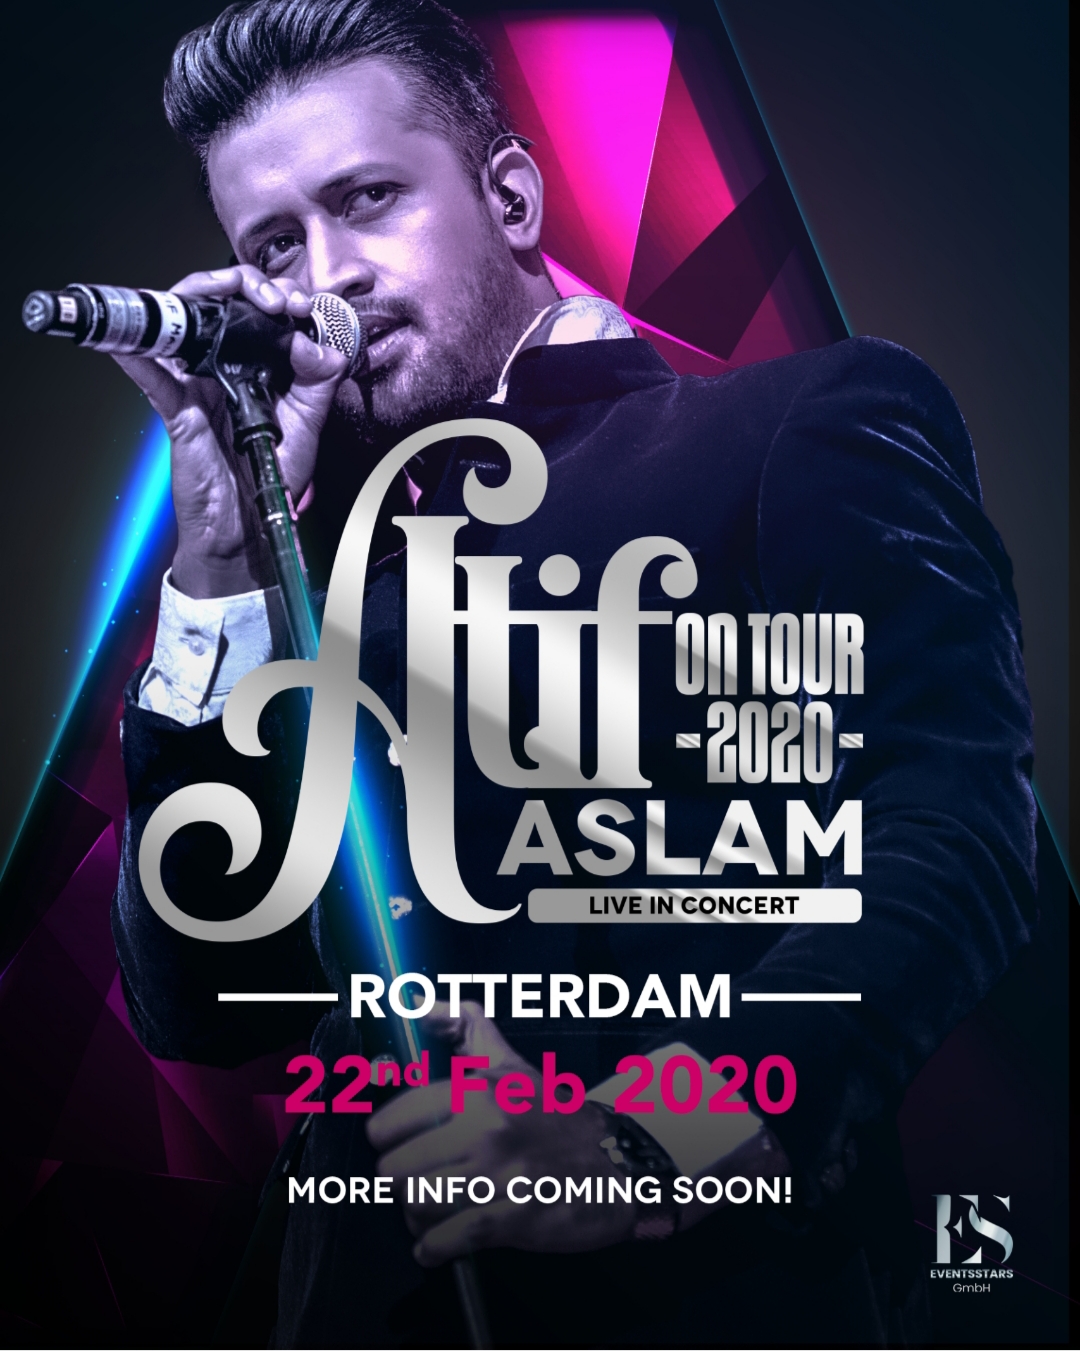 Atif
ON TOUR
-2020-
ASLAM
LIVE IN CONCERT
ROTTERDAM
22nd Feb 2020
MORE INFO COMING SOON!
ES
EVENTSSTARS
GmbH